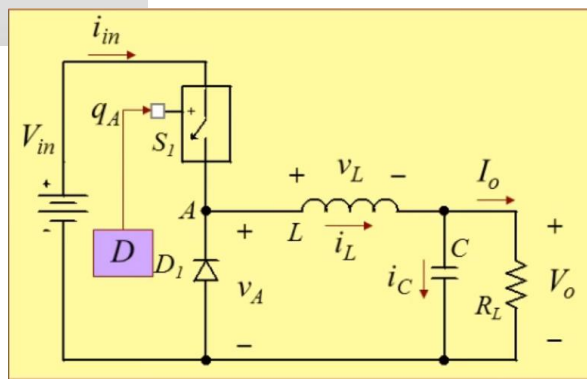 i_in
q_A
+
S_1
V_in
+
-
+ v_L -
I_o
A
+
L
i_L
C
+
D
D_1
v_A
i_C
R_L
V_o
-
-